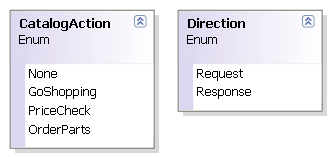 CatalogAction
Enum
None
GoShopping
PriceCheck
OrderParts
Direction
Enum
Request
Response